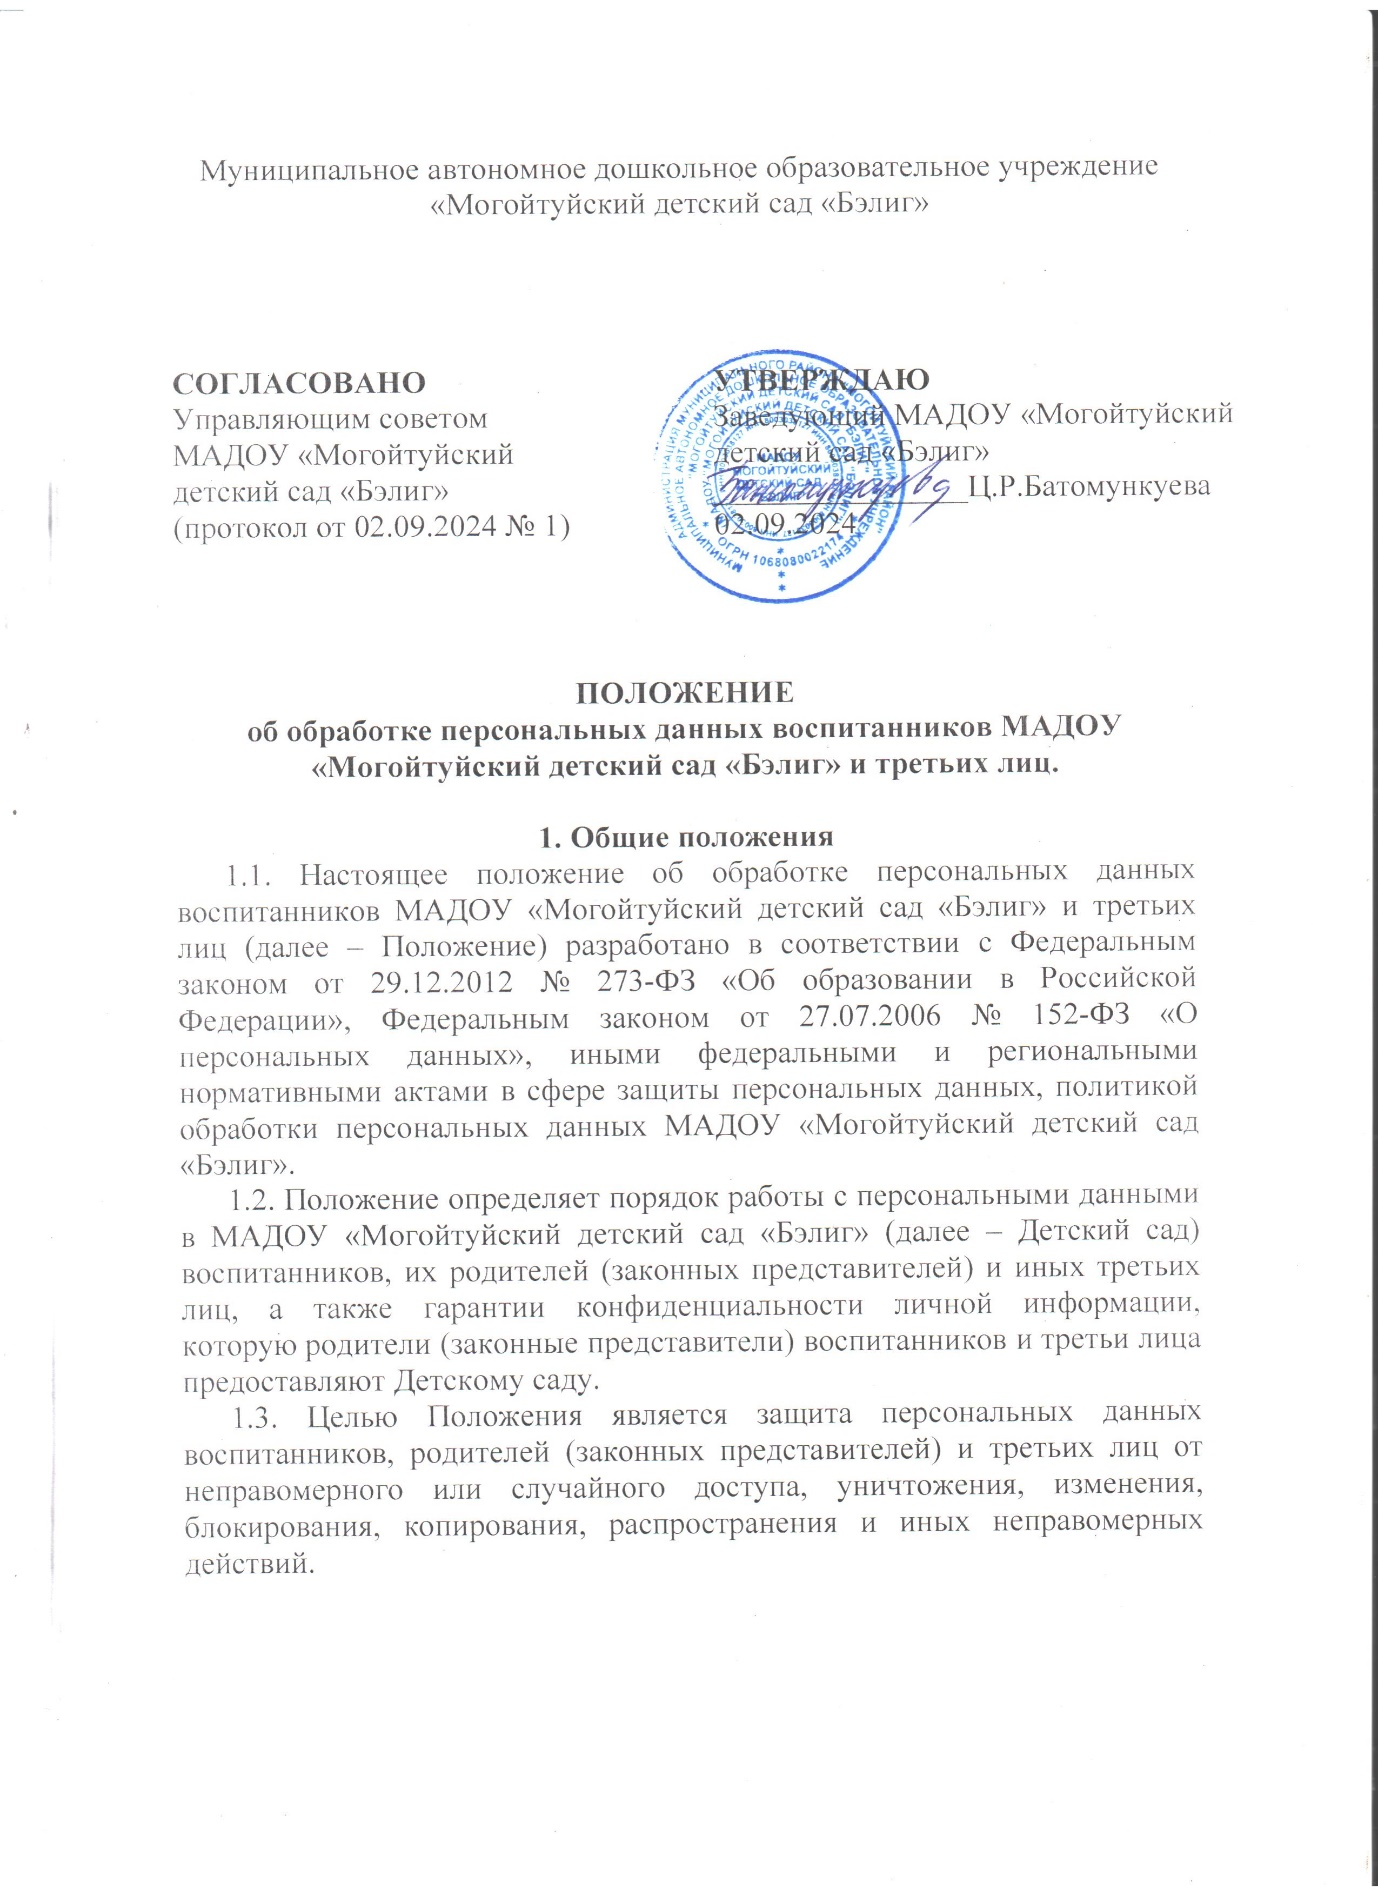 Муниципальное автономное дошкольное образовательное учреждение
«Могойтуйский детский сад «Бэлиг»
СОГЛАСОВАНО
Управляющим советом
МАДОУ «Могойтуйский
детский сад «Бэлиг»
(протокол от 02.09.2024 № 1)
УТВЕРЖДАЮ
Заведующий МАДОУ «Могойтуйский
детский сад «Бэлиг»
Ц.Р.Батомункуева
02.09.2024
МОГОЙТУЙСКИЙ
ДЕТСКИЙ САД
ОГРН 1068080022174
ПОЛОЖЕНИЕ
об обработке персональных данных воспитанников МАДОУ
«Могойтуйский детский сад «Бэлиг» и третьих лиц.
1. Общие положения
1.1. Настоящее положение об обработке персональных данных
воспитанников МАДОУ «Могойтуйский детский сад «Бэлиг» и третьих
лиц (далее – Положение) разработано в соответствии с Федеральным
законом от 29.12.2012 № 273-ФЗ «Об образовании в Российской
Федерации», Федеральным законом от 27.07.2006 № 152-ФЗ «О
персональных данных», иными федеральными и региональными
нормативными актами в сфере защиты персональных данных, политикой
обработки персональных данных МАДОУ «Могойтуйский детский сад
«Бэлиг».
1.2. Положение определяет порядок работы с персональными данными
в МАДОУ «Могойтуйский детский сад «Бэлиг» (далее – Детский сад)
воспитанников, их родителей (законных представителей) и иных третьих
лиц, а также гарантии конфиденциальности личной информации,
которую родители (законные представители) воспитанников и третьи лица
предоставляют Детскому саду.
1.3. Целью Положения является защита персональных данных
воспитанников, родителей (законных представителей) и третьих лиц от
неправомерного или случайного доступа, уничтожения, изменения,
блокирования, копирования, распространения и иных неправомерных
действий.